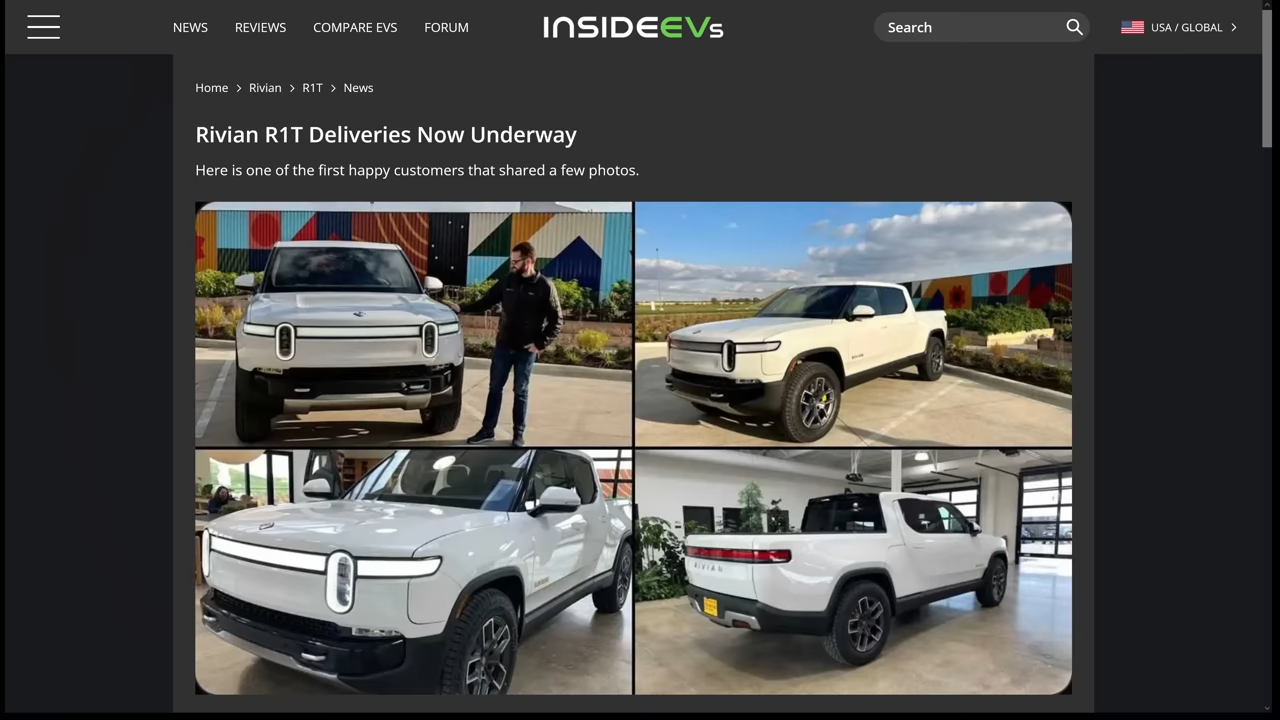 NEWS REVIEWS COMPARE EVS FORUM INSIDEEVs Search USA / GLOBAL
Home Rivian R1T News
Rivian R1T Deliveries Now Underway
Here is one of the first happy customers that shared a few photos.
RIVIAN